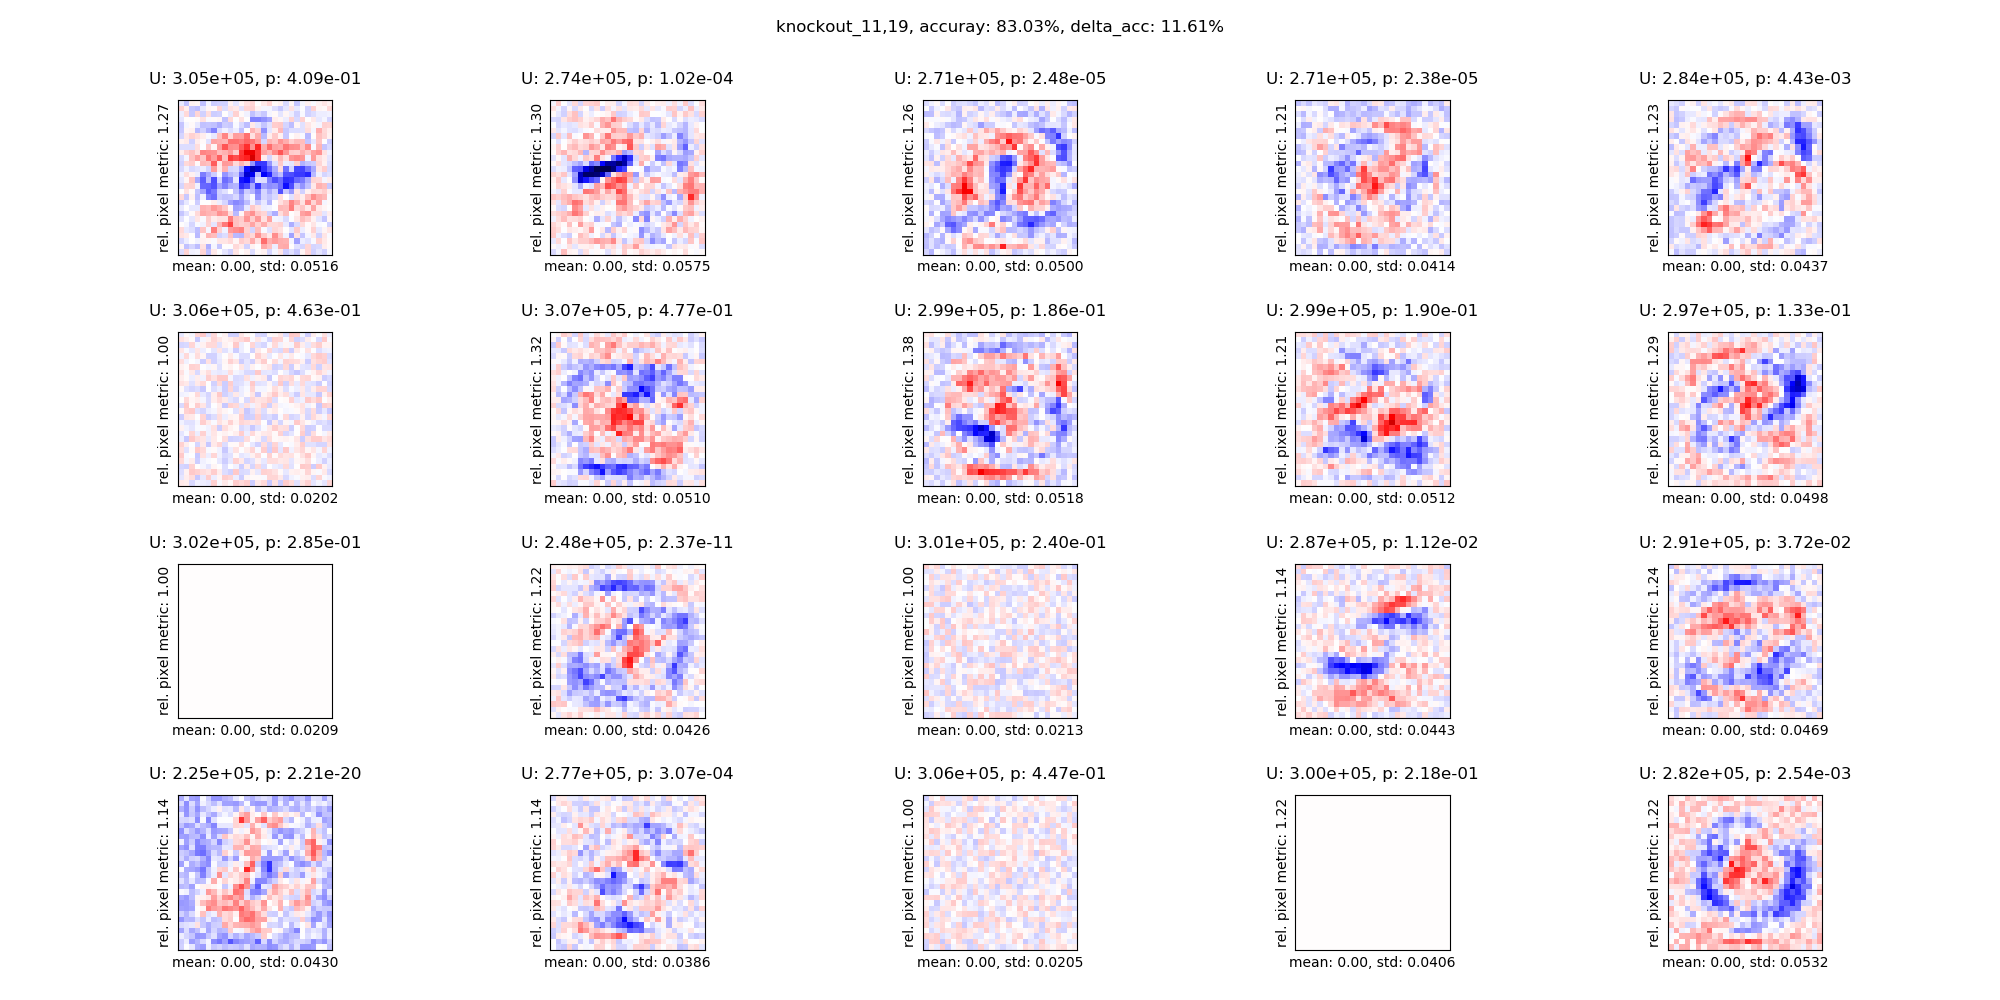 knockout_11,19, accuray: 83.03%, delta_acc: 11.61%
U: 3.05e+05, p: 4.09e-01
rel. pixel metric: 1.27
mean: 0.00, std: 0.0516
U: 2.74e+05, p: 1.02e-04
rel. pixel metric: 1.30
mean: 0.00, std: 0.0575
U: 2.71e+05, p: 2.48e-05
rel. pixel metric: 1.26
mean: 0.00, std: 0.0500
U: 2.71e+05, p: 2.38e-05
rel. pixel metric: 1.21
mean: 0.00, std: 0.0414
U: 2.84e+05, p: 4.43e-03
rel. pixel metric: 1.23
mean: 0.00, std: 0.0437
U: 3.06e+05, p: 4.63e-01
rel. pixel metric: 1.00
mean: 0.00, std: 0.0202
U: 3.07e+05, p: 4.77e-01
rel. pixel metric: 1.32
mean: 0.00, std: 0.0510
U: 2.99e+05, p: 1.86e-01
rel. pixel metric: 1.38
mean: 0.00, std: 0.0518
U: 2.99e+05, p: 1.90e-01
rel. pixel metric: 1.21
mean: 0.00, std: 0.0512
U: 2.97e+05, p: 1.33e-01
rel. pixel metric: 1.29
mean: 0.00, std: 0.0498
U: 3.02e+05, p: 2.85e-01
rel. pixel metric: 1.00
mean: 0.00, std: 0.0209
U: 2.48e+05, p: 2.37e-11
rel. pixel metric: 1.22
mean: 0.00, std: 0.0426
U: 3.01e+05, p: 2.40e-01
rel. pixel metric: 1.00
mean: 0.00, std: 0.0213
U: 2.87e+05, p: 1.12e-02
rel. pixel metric: 1.14
mean: 0.00, std: 0.0443
U: 2.91e+05, p: 3.72e-02
rel. pixel metric: 1.24
mean: 0.00, std: 0.0469
U: 2.25e+05, p: 2.21e-20
rel. pixel metric: 1.14
mean: 0.00, std: 0.0430
U: 2.77e+05, p: 3.07e-04
rel. pixel metric: 1.14
mean: 0.00, std: 0.0386
U: 3.06e+05, p: 4.47e-01
rel. pixel metric: 1.00
mean: 0.00, std: 0.0205
U: 3.00e+05, p: 2.18e-01
rel. pixel metric: 1.22
mean: 0.00, std: 0.0406
U: 2.82e+05, p: 2.54e-03
rel. pixel metric: 1.22
mean: 0.00, std: 0.0532